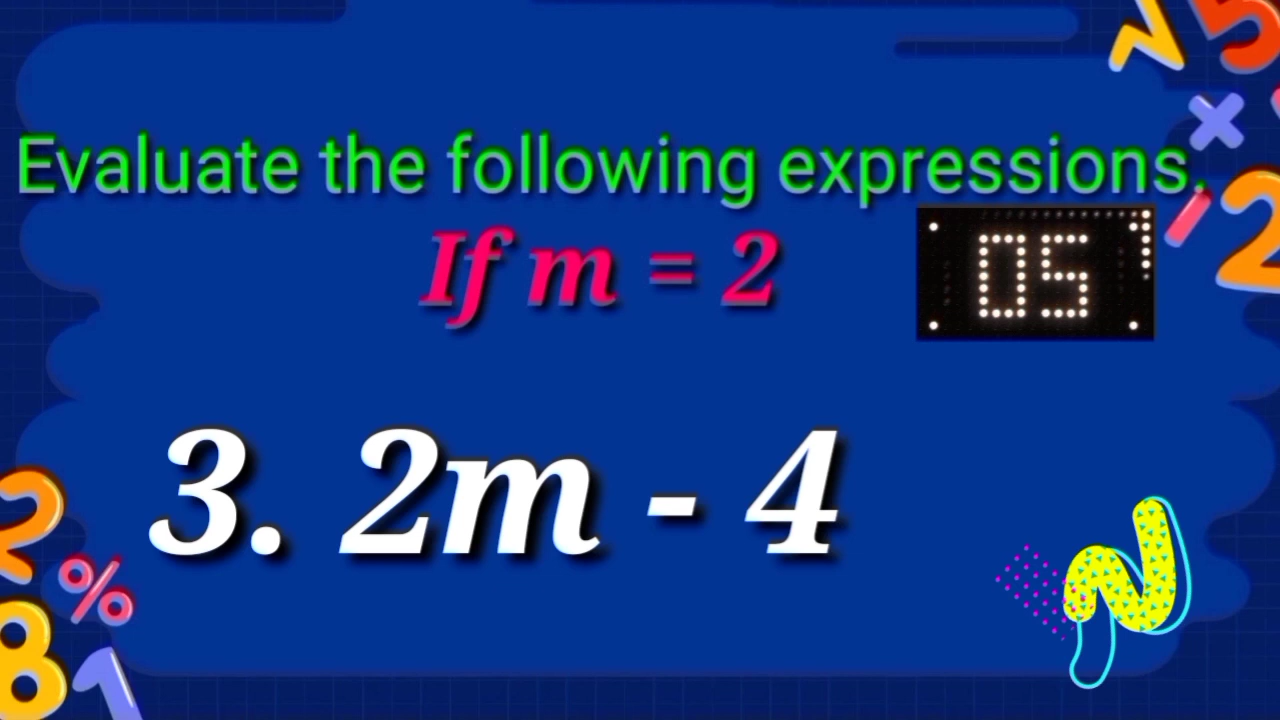 Evaluate the following expressions.
If m = 2
05
3. 2m - 4